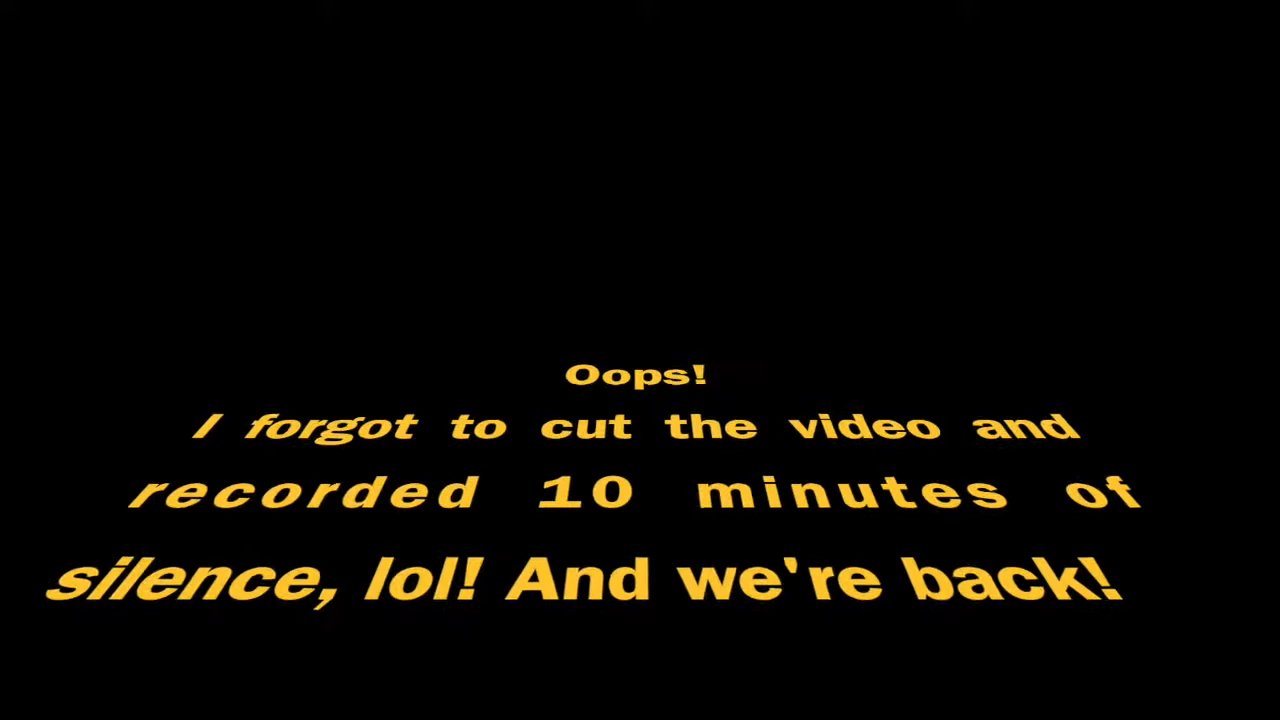 Oops!
I forgot to cut the video and
recorded 10 minutes of
silence, lol! And we're back!